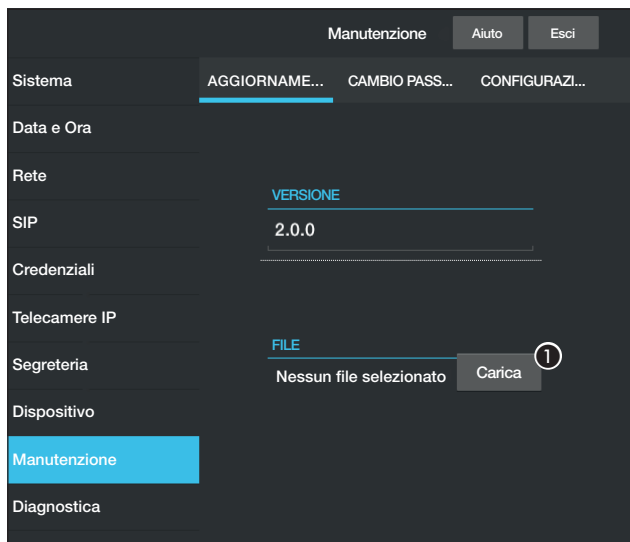 Manutenzione Aiuto Esci
Sistema AGGIORNAME... CAMBIO PASS... CONFIGURAZI...
Data e Ora
Rete
VERSIONE
SIP 2.0.0
Credenziali
Telecamere IP
FILE 1
Segreteria Nessun file selezionato Carica
Dispositivo
Manutenzione
Diagnostica